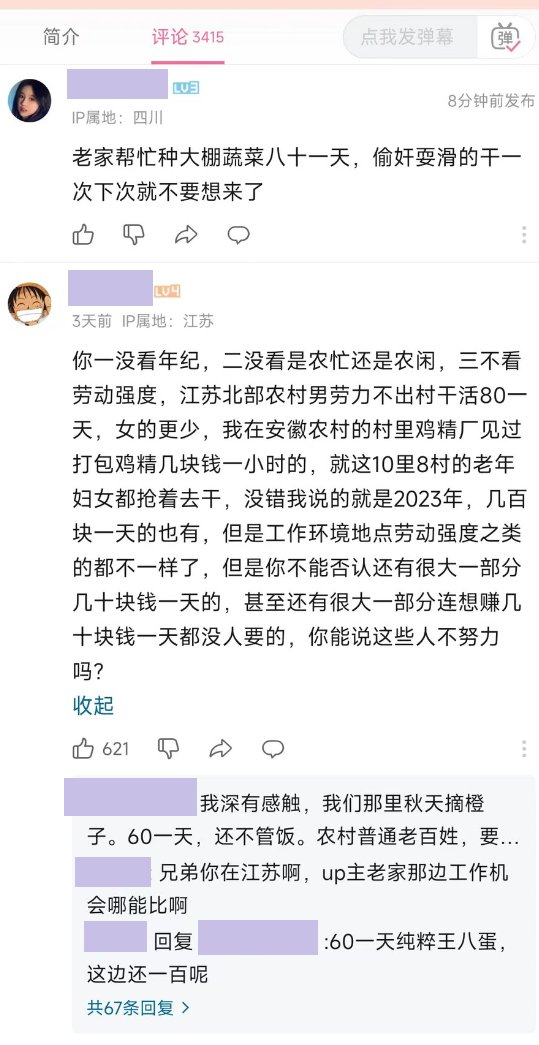 简介
评论 3415
点我发弹幕
弹
LV3
8分钟前发布
IP属地：四川
老家帮忙种大棚蔬菜八十一天，偷奸耍滑的干一
次下次就不要想来了
LV4
3天前 IP属地：江苏
你一没看年纪，二没看是农忙还是农闲，三不看
劳动强度，江苏北部农村男劳力不出村干活80一
天，女的更少，我在安徽农村的村里鸡精厂见过
打包鸡精几块钱一小时的，就这10里8村的老年
妇女都抢着去干，没错我说的就是2023年，几百
块一天的也有，但是工作环境地点劳动强度之类
的都不一样了，但是你不能否认还有很大一部分
几十块钱一天的，甚至还有很大一部分连想赚几
十块钱一天都没人要的，你能说这些人不努力
吗？
收起
621
我深有感触，我们那里秋天摘橙
子。60一天，还不管饭。农村普通老百姓，要...
: 兄弟你在江苏啊，up主老家那边工作机
会哪能比啊
回复 :60一天纯粹王八蛋，
这边还一百呢
共67条回复 >